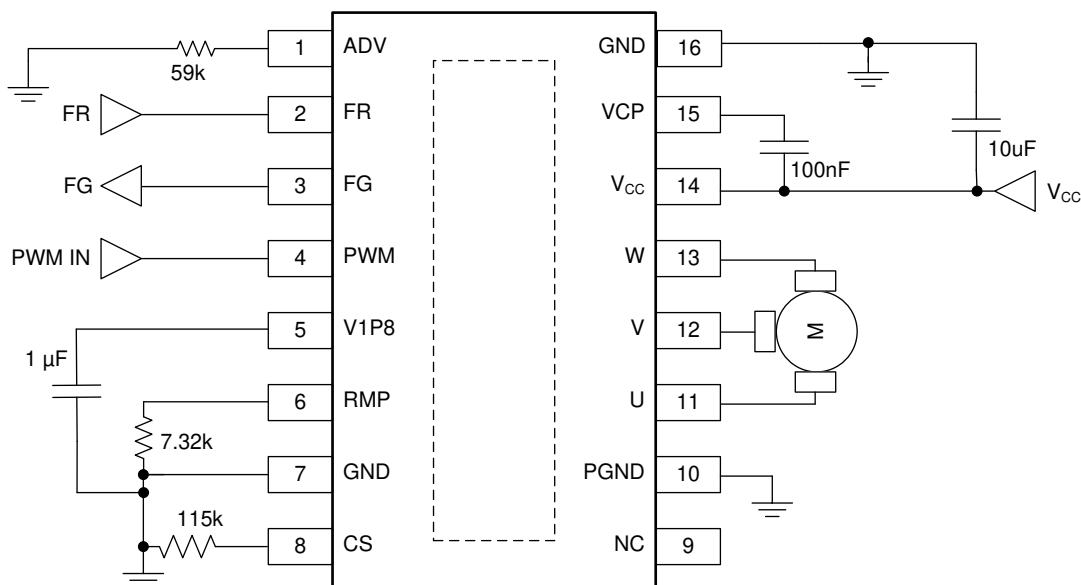 1 ADV
59k
FR 2 FR
FG 3 FG
PWM IN 4 PWM
5 V1P8
1 µF
6 RMP
7.32k
7 GND
115k
8 CS
GND 16
VCP 15
100nF
10uF
VCC 14 VCC
W 13
V 12
M
U 11
PGND 10
NC 9